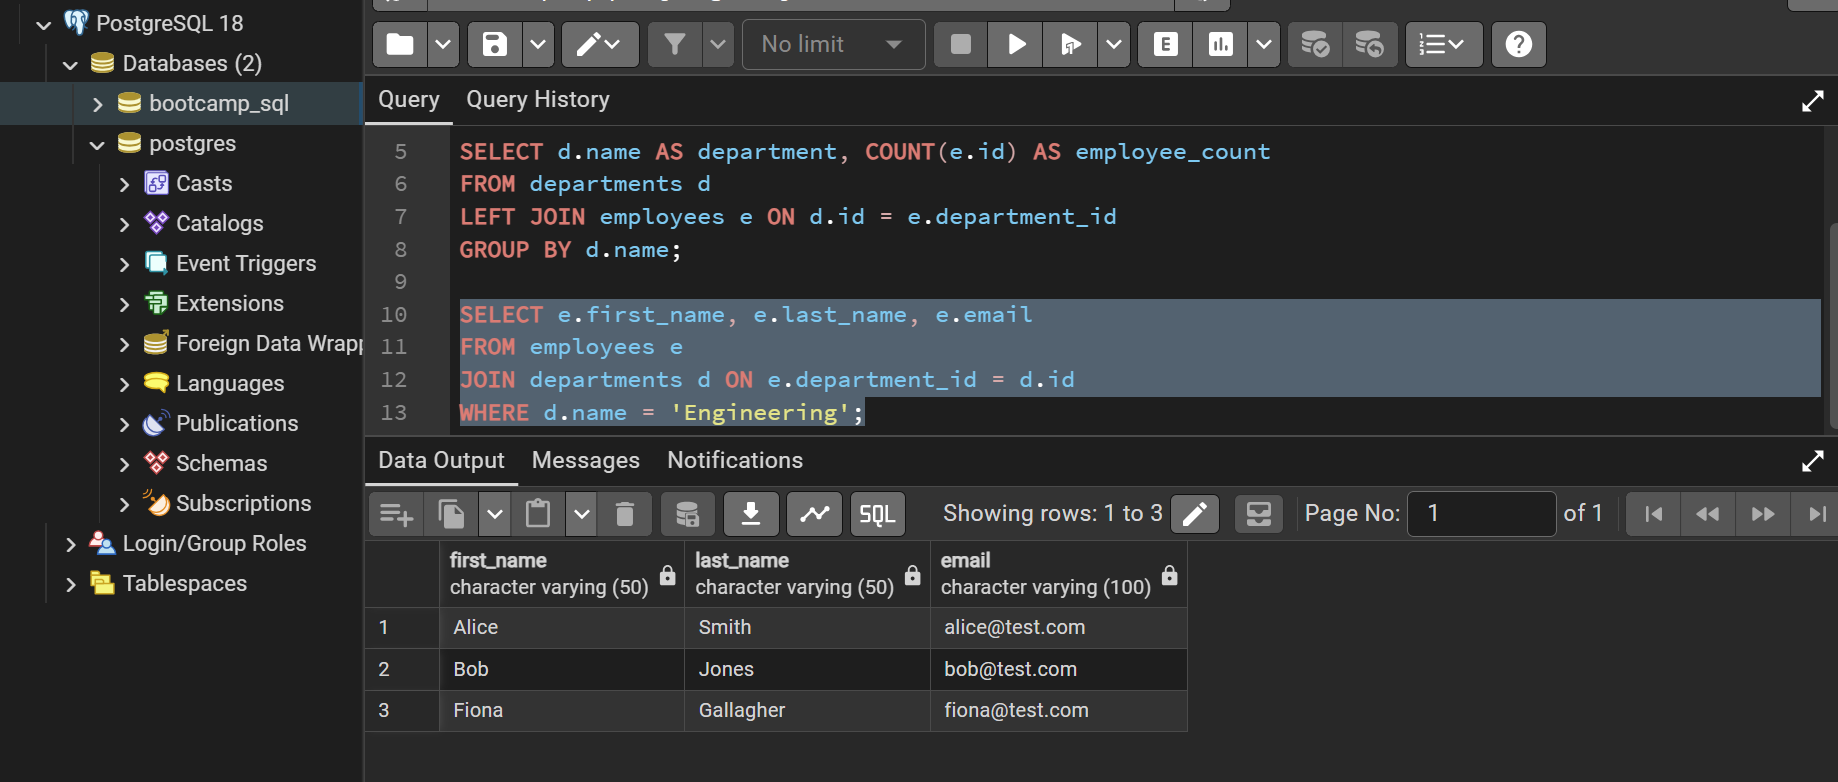 PostgreSQL 18
Databases (2)
bootcamp_sql
postgres
Casts
Catalogs
Event Triggers
Extensions
Foreign Data Wrapp
Languages
Publications
Schemas
Subscriptions
Login/Group Roles
Tablespaces
No limit
E
Query Query History
5 SELECT d.name AS department, COUNT(e.id) AS employee_count
6 FROM departments d
7 LEFT JOIN employees e ON d.id = e.department_id
8 GROUP BY d.name;
9
10 SELECT e.first_name, e.last_name, e.email
11 FROM employees e
12 JOIN departments d ON e.department_id = d.id
13 WHERE d.name = 'Engineering';
Data Output Messages Notifications
SQL Showing rows: 1 to 3 Page No: 1 of 1
first_name last_name email
character varying (50) character varying (50) character varying (100)
1 Alice Smith alice@test.com
2 Bob Jones bob@test.com
3 Fiona Gallagher fiona@test.com